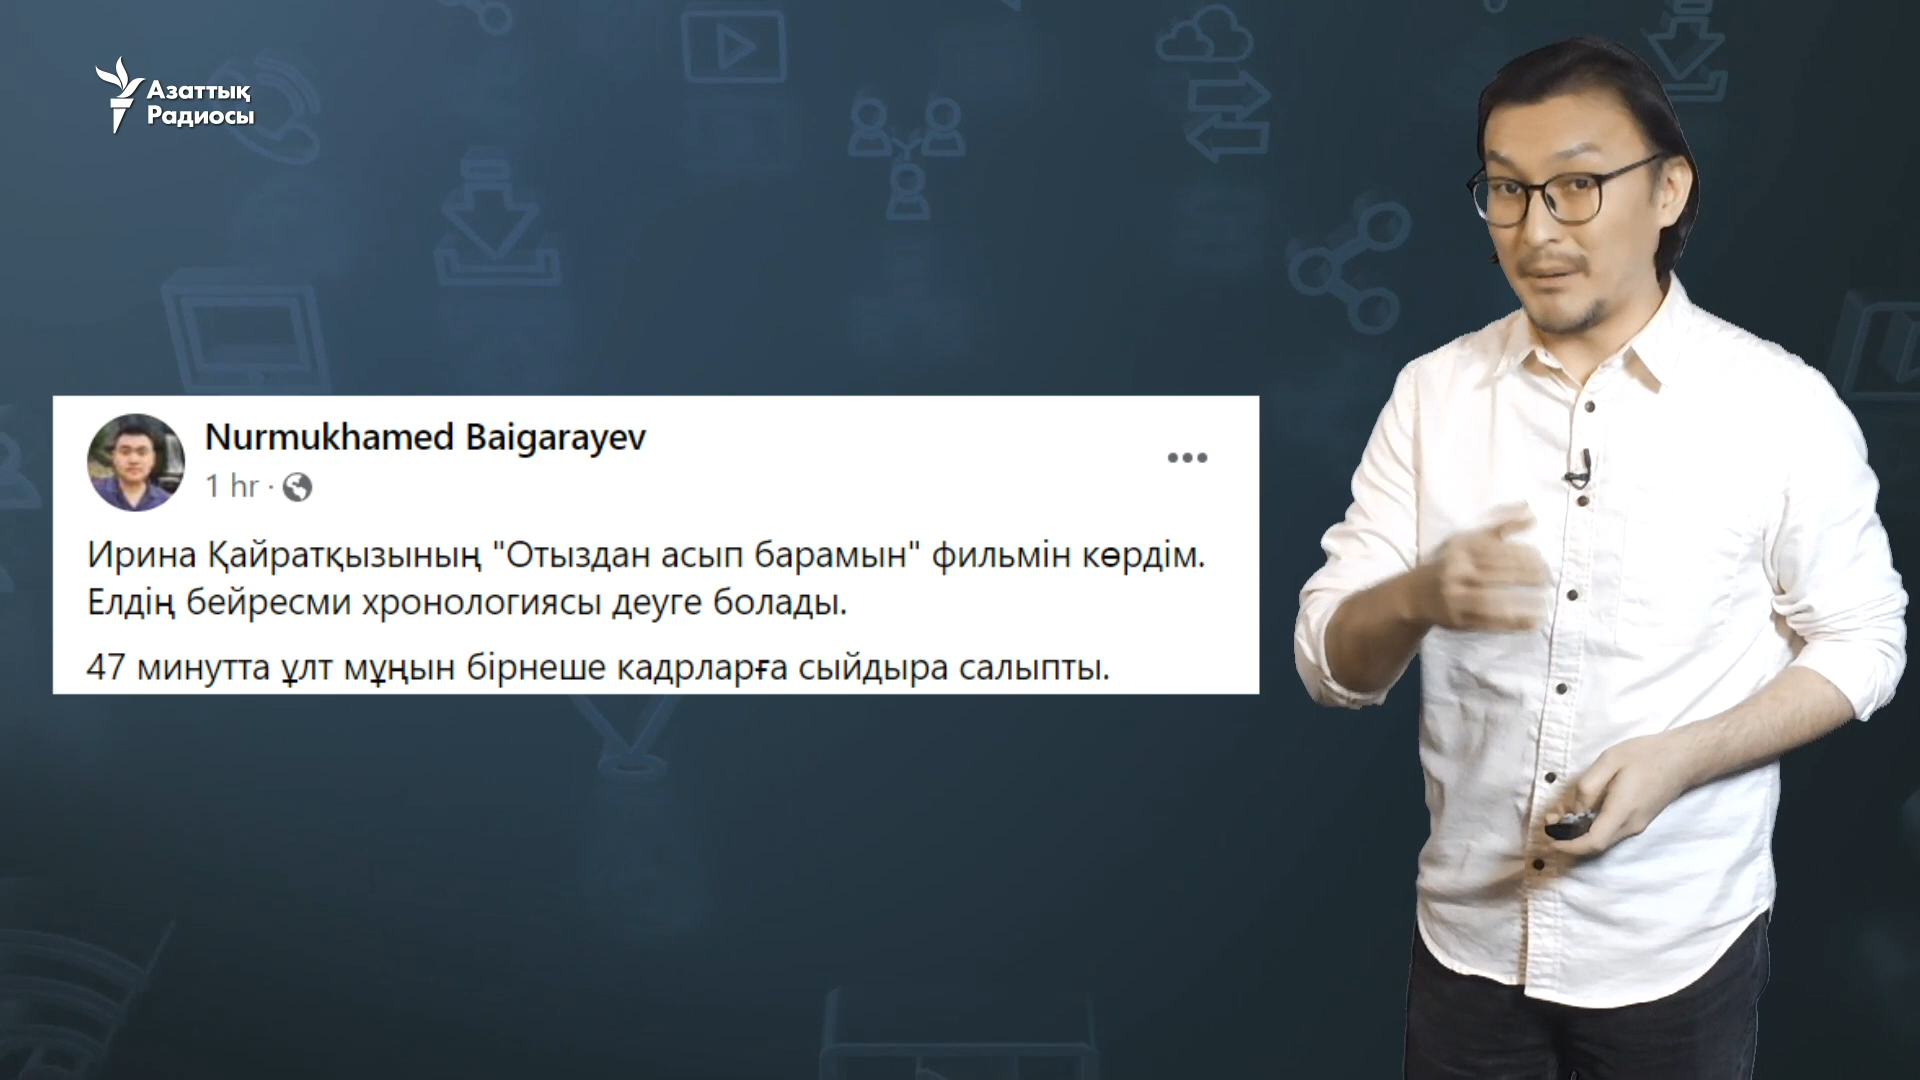 Азаттық
Радиосы
Nurmukhamed Baigarayev
1 hr ·
Ирина Қайратқызының "Отыздан асып барамын" фильмін көрдім.
Елдің бейресми хронологиясы деуге болады.
47 минутта ұлт мұңын бірнеше кадрларға сыйдыра салыпты.